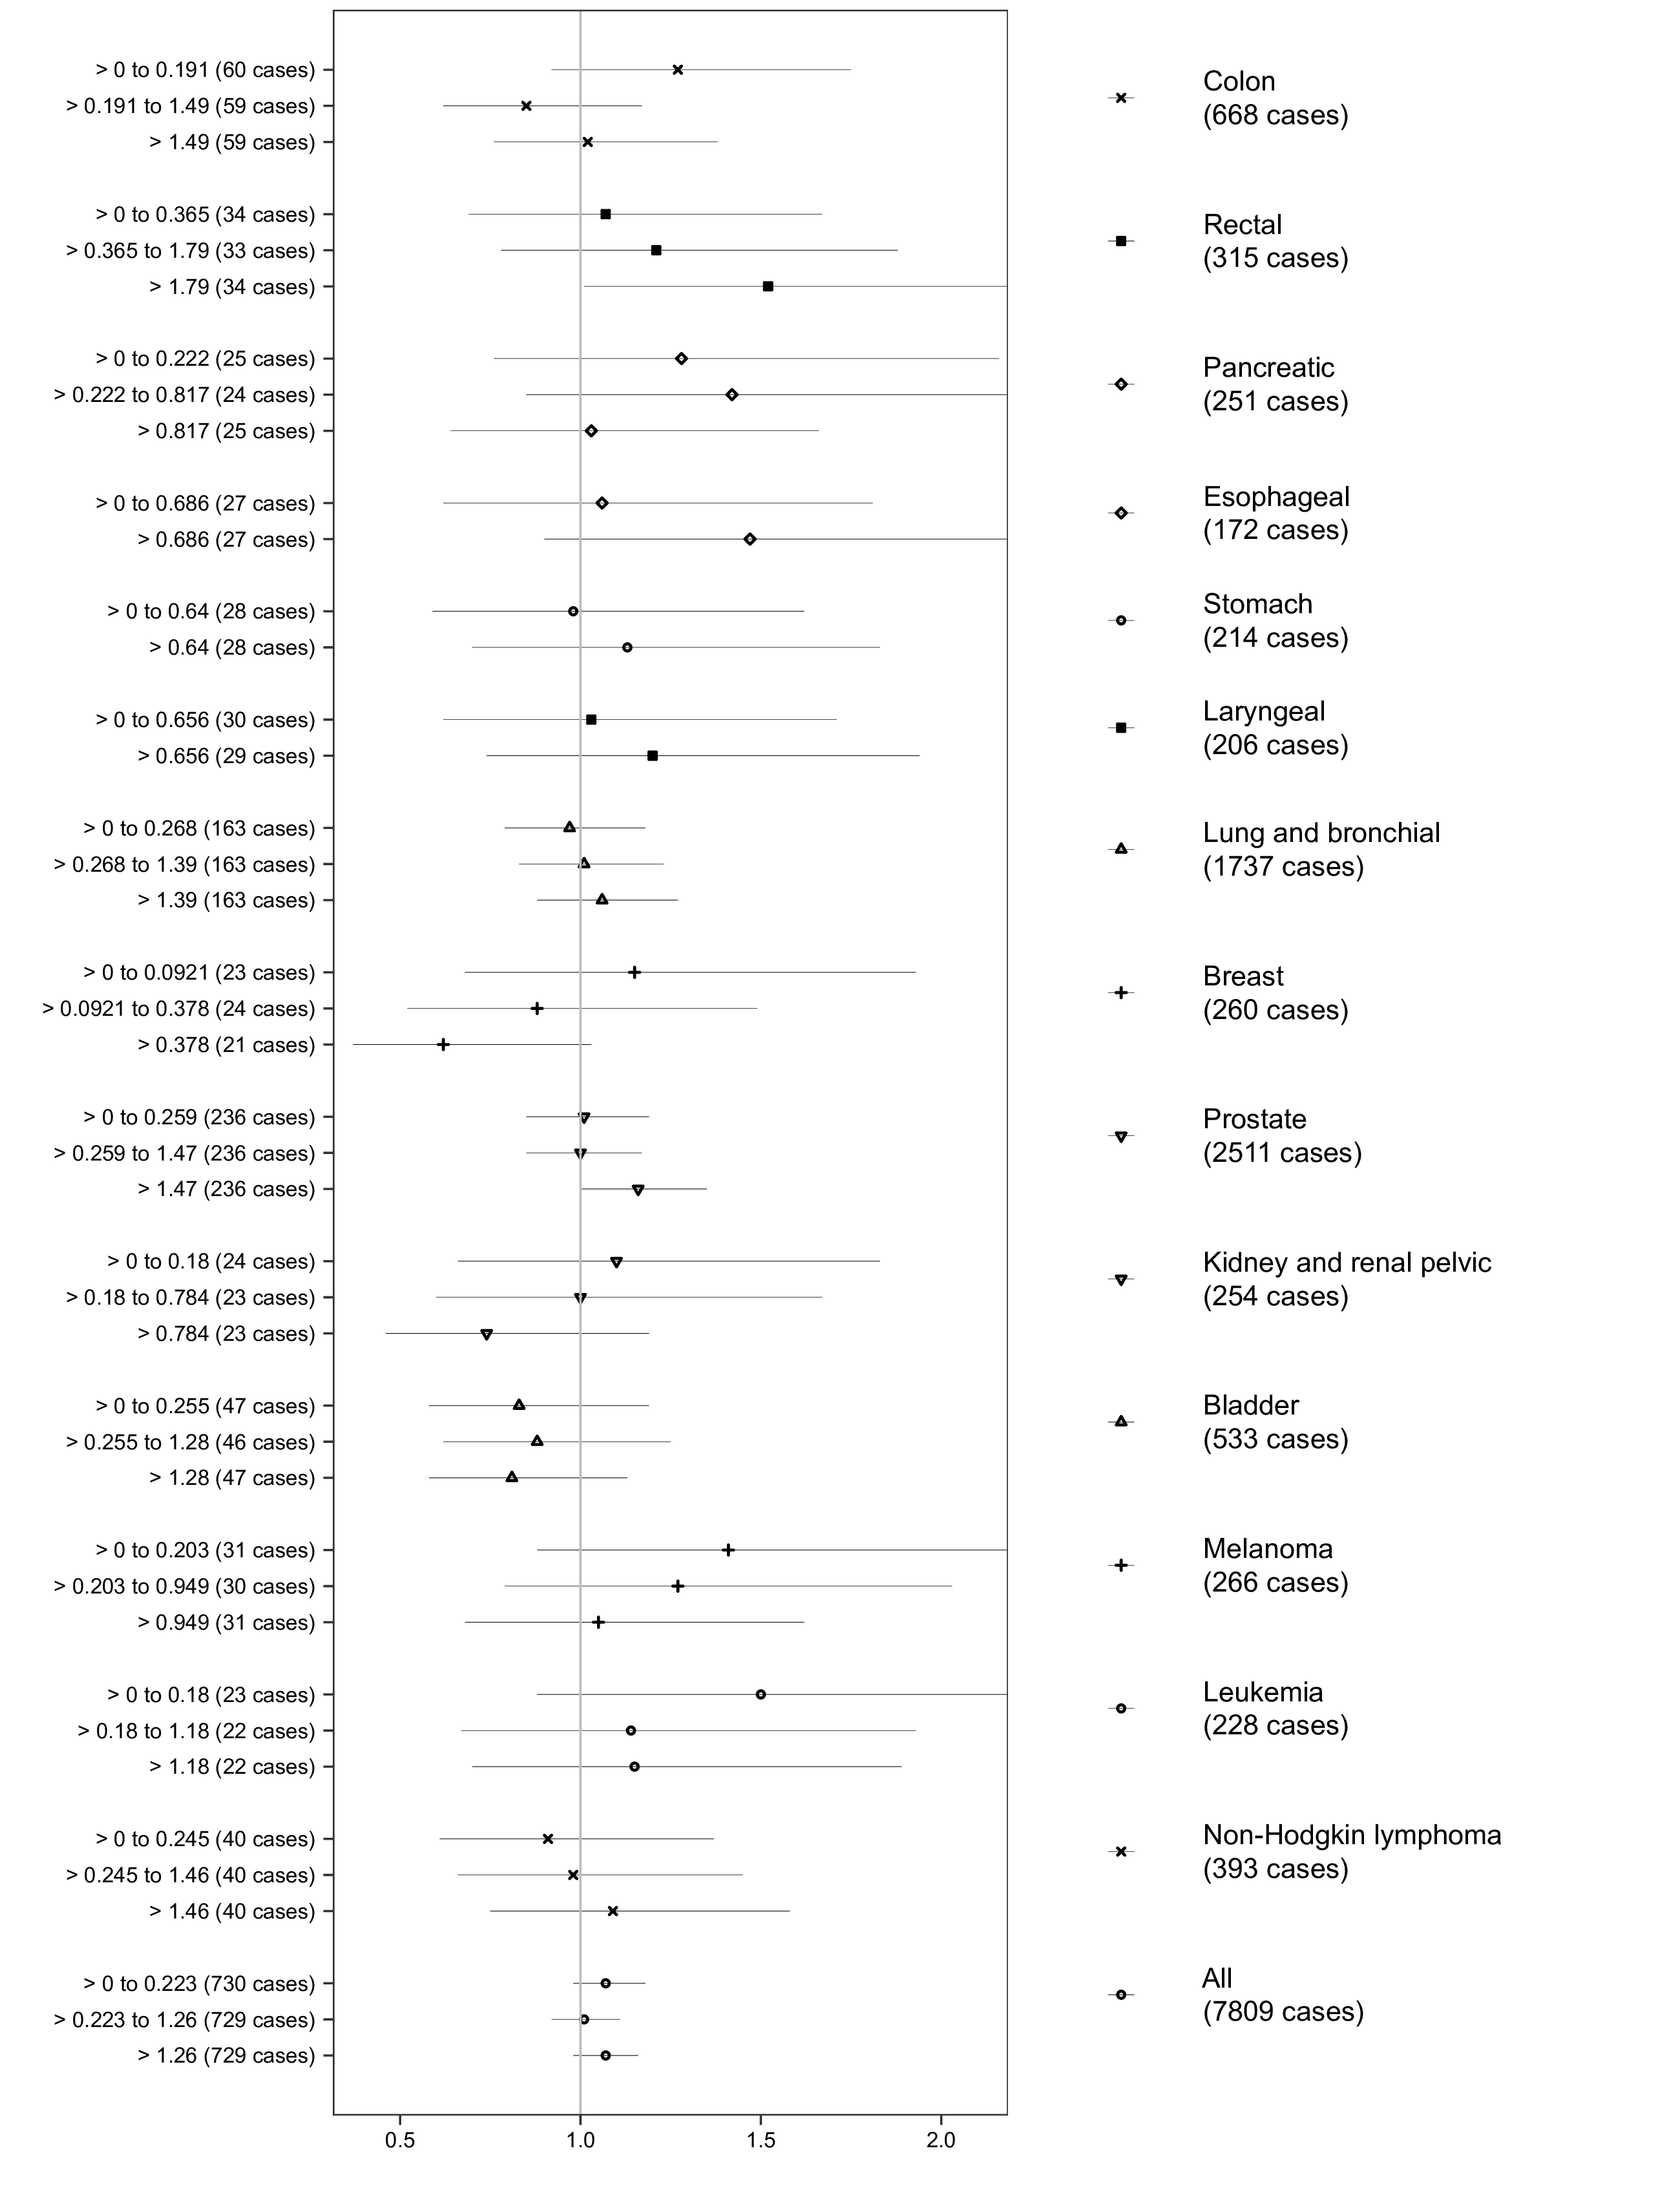 > 0 to 0.191 (60 cases)
> 0.191 to 1.49 (59 cases)
> 1.49 (59 cases)
> 0 to 0.365 (34 cases)
> 0.365 to 1.79 (33 cases)
> 1.79 (34 cases)
> 0 to 0.222 (25 cases)
> 0.222 to 0.817 (24 cases)
> 0.817 (25 cases)
> 0 to 0.686 (27 cases)
> 0.686 (27 cases)
> 0 to 0.64 (28 cases)
> 0.64 (28 cases)
> 0 to 0.656 (30 cases)
> 0.656 (29 cases)
> 0 to 0.268 (163 cases)
> 0.268 to 1.39 (163 cases)
> 1.39 (163 cases)
> 0 to 0.0921 (23 cases)
> 0.0921 to 0.378 (24 cases)
> 0.378 (21 cases)
> 0 to 0.259 (236 cases)
> 0.259 to 1.47 (236 cases)
> 1.47 (236 cases)
> 0 to 0.18 (24 cases)
> 0.18 to 0.784 (23 cases)
> 0.784 (23 cases)
> 0 to 0.255 (47 cases)
> 0.255 to 1.28 (46 cases)
> 1.28 (47 cases)
> 0 to 0.203 (31 cases)
> 0.203 to 0.949 (30 cases)
> 0.949 (31 cases)
> 0 to 0.18 (23 cases)
> 0.18 to 1.18 (22 cases)
> 1.18 (22 cases)
> 0 to 0.245 (40 cases)
> 0.245 to 1.46 (40 cases)
> 1.46 (40 cases)
> 0 to 0.223 (730 cases)
> 0.223 to 1.26 (729 cases)
> 1.26 (729 cases)
0.5 1.0 1.5 2.0
Colon
(668 cases)
Rectal
(315 cases)
Pancreatic
(251 cases)
Esophageal
(172 cases)
Stomach
(214 cases)
Laryngeal
(206 cases)
Lung and bronchial
(1737 cases)
Breast
(260 cases)
Prostate
(2511 cases)
Kidney and renal pelvic
(254 cases)
Bladder
(533 cases)
Melanoma
(266 cases)
Leukemia
(228 cases)
Non-Hodgkin lymphoma
(393 cases)
All
(7809 cases)